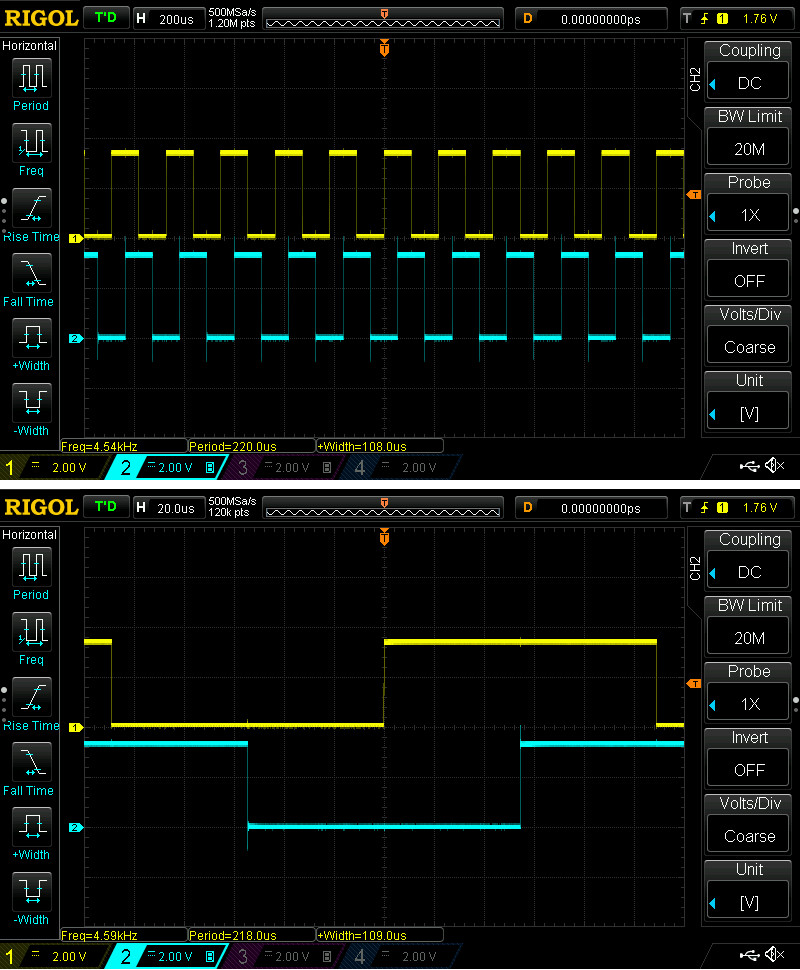 RIGOL T'D H 200us 500MSa/s D 0.00000000ps T 1 1.76 V
1.20M pts
T
Horizontal
Period
Freq
Rise Time
Fall Time
+Width
-Width
T
1
2
T
CH2
Coupling
DC
BW Limit
20M
Probe
1X
Invert
OFF
Volts/Div
Coarse
Unit
[V]
Freq=4.54kHz Period=220.0us +Width=108.0us
1 2.00 V 2 2.00 V B 3 2.00 V B 4 2.00 V
RIGOL T'D H 20.0us 500MSa/s D 0.00000000ps T 1 1.76 V
120k pts
T
Horizontal
Period
Freq
Rise Time
Fall Time
+Width
-Width
T
1
2
T
CH2
Coupling
DC
BW Limit
20M
Probe
1X
Invert
OFF
Volts/Div
Coarse
Unit
[V]
Freq=4.59kHz Period=218.0us +Width=109.0us
1 2.00 V 2 2.00 V B 3 2.00 V B 4 2.00 V